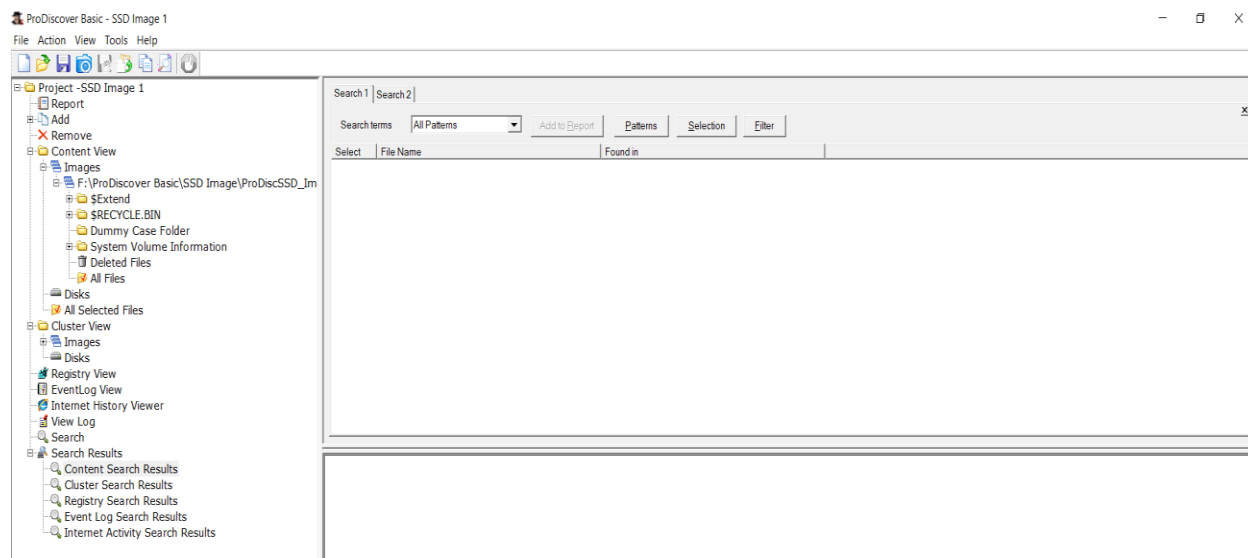 ProDiscover Basic - SSD Image 1
File Action View Tools Help
Project -SSD Image 1
Report
Add
Remove
Content View
Images
F:\ProDiscover Basic\SSD Image\ProDiscSSD_Im
$Extend
$RECYCLE.BIN
Dummy Case Folder
System Volume Information
Deleted Files
All Files
Disks
All Selected Files
Cluster View
Images
Disks
Registry View
EventLog View
Internet History Viewer
View Log
Search
Search Results
Content Search Results
Cluster Search Results
Registry Search Results
Event Log Search Results
Internet Activity Search Results
Search 1 Search 2
Search terms All Patterns Add to Report Patterns Selection Filter
Select File Name Found in